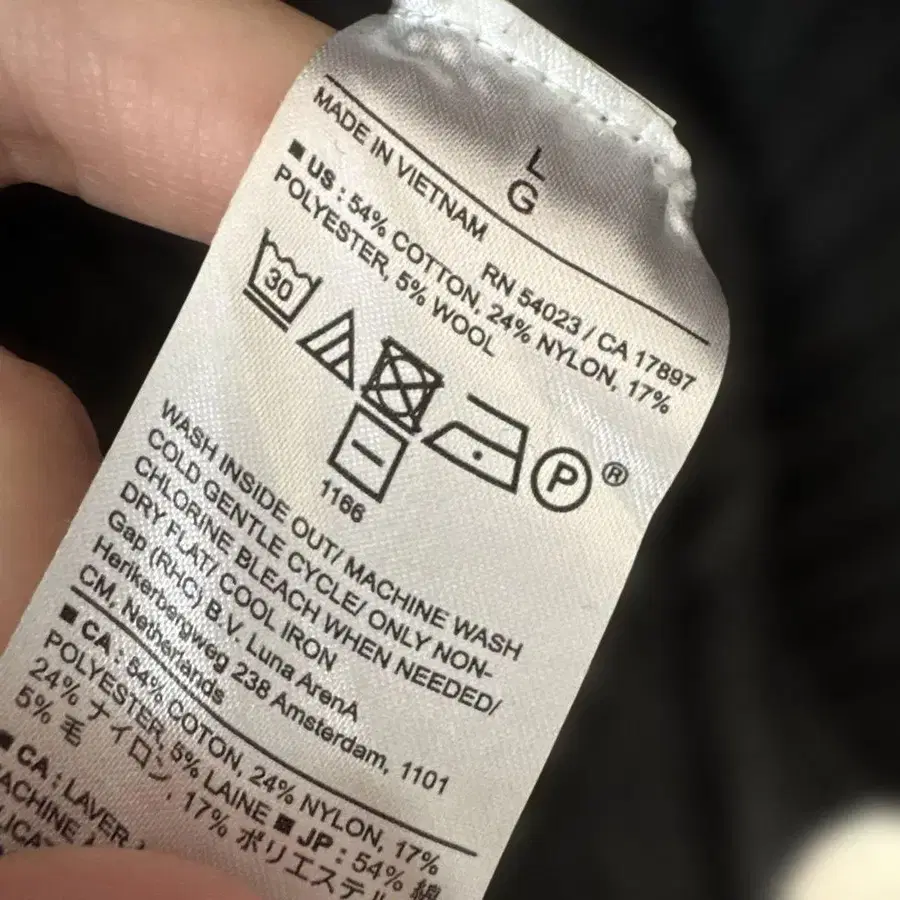 L
G
MADE IN VIETNAM
RN 54023 / CA 17897
■ US : 54% COTTON, 24% NYLON, 17%
POLYESTER, 5% WOOL
30
P ®
1166
WASH INSIDE OUT/ MACHINE WASH
COLD GENTLE CYCLE/ ONLY NON-
CHLORINE BLEACH WHEN NEEDED/
DRY FLAT/ COOL IRON
Gap (RHC) B.V. Luna ArenA
Herikerbergweg 238 Amsterdam, 1101
CM, Netherlands
■ CA : 54% COTON, 24% NYLON, 17%
POLYESTER, 5% LAINE ■ JP : 54% 綿
24% ナイロン, 17% ポリエステル
5% 毛
■ CA : LAVER